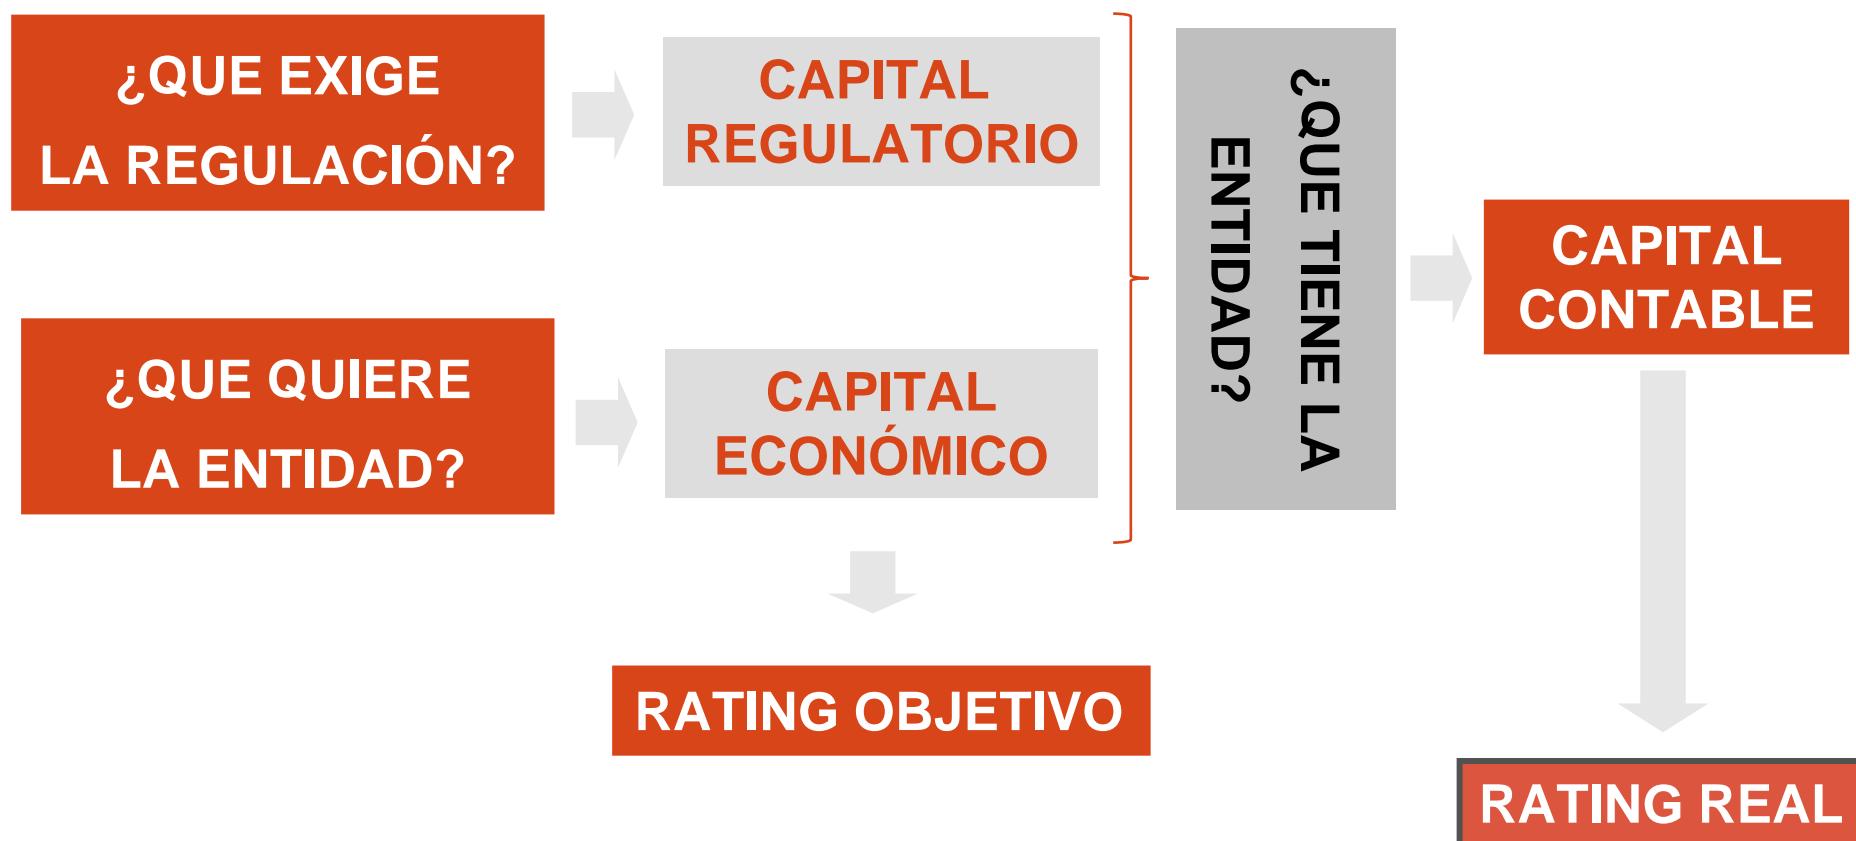 ¿QUE EXIGE
LA REGULACIÓN?
CAPITAL
REGULATORIO
¿QUE QUIERE
LA ENTIDAD?
CAPITAL
ECONÓMICO
RATING OBJETIVO
¿QUE TIENE LA
ENTIDAD?
CAPITAL
CONTABLE
RATING REAL